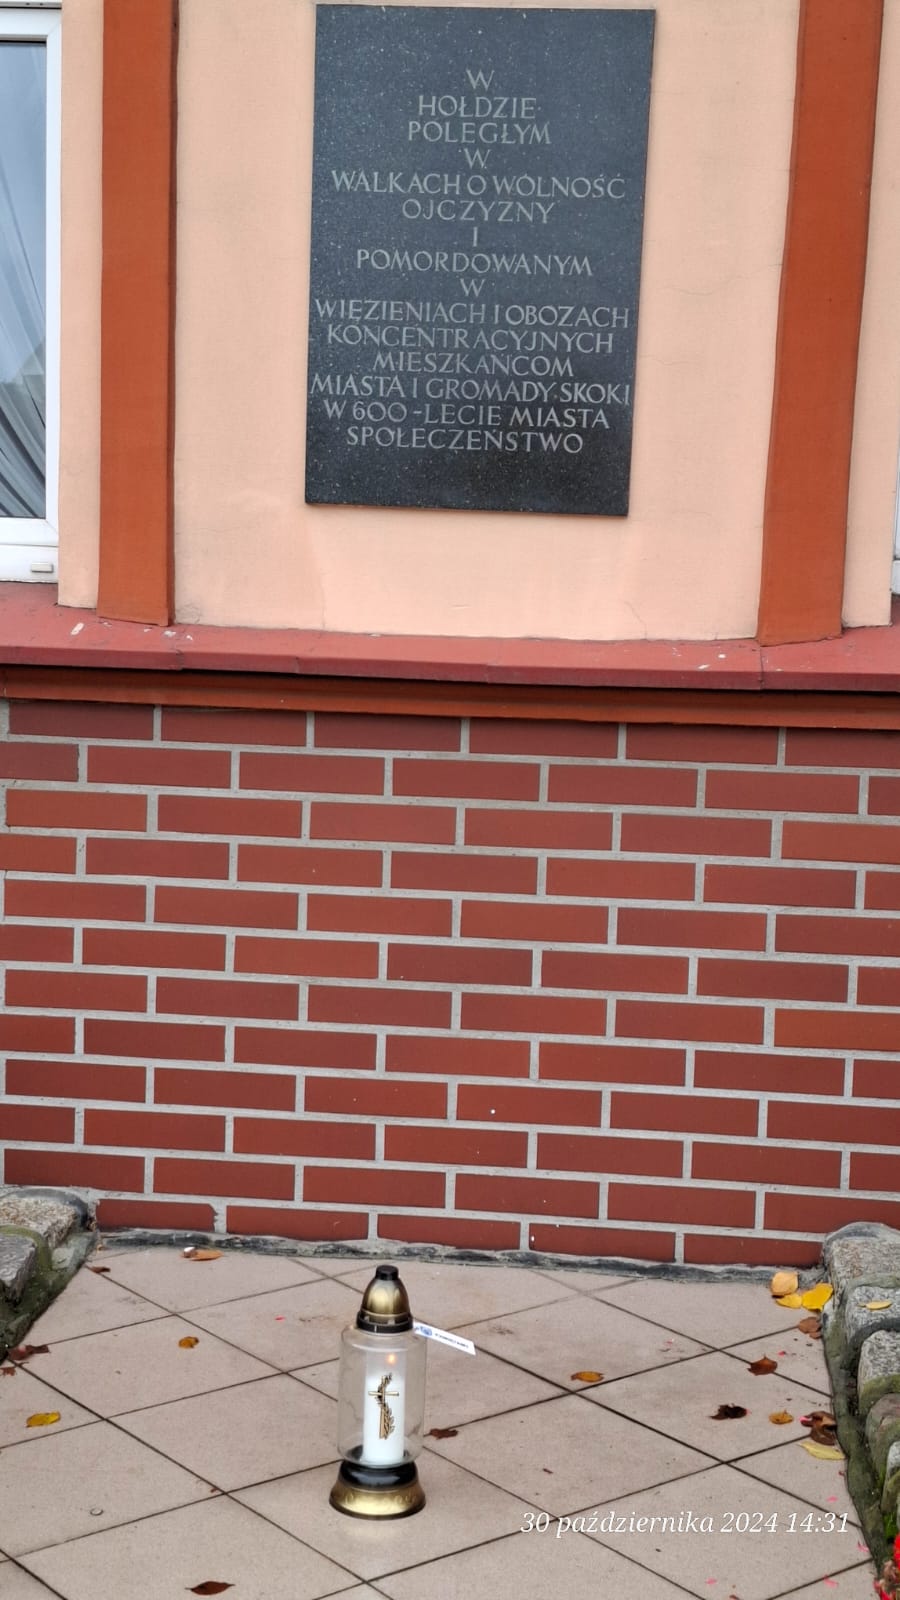 W
HOŁDZIE
POLEGŁYM
W
WALKACH O WOLNOŚĆ
OJCZYZNY
I
POMORDOWANYM
W
WIĘZIENIACH I OBOZACH
KONCENTRACYJNYCH
MIESZKAŃCOM
MIASTA I GROMADY SKOKI
W 600-LECIE MIASTA
SPOŁECZEŃSTWO
30 października 2024 14:31